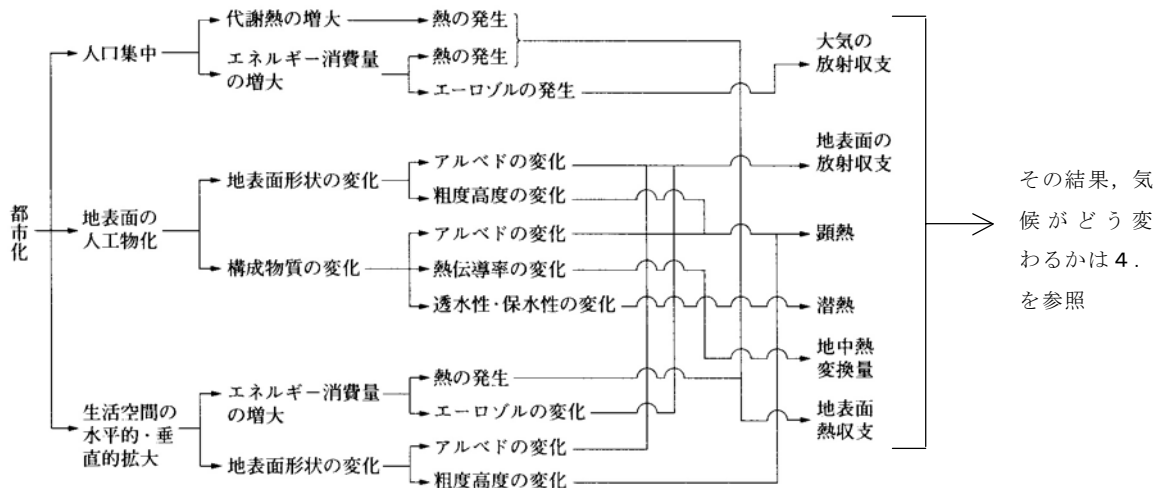 都市化
人口集中
代謝熱の増大
熱の発生
エネルギー消費量
の増大
熱の発生
エーロゾルの発生
地表面の
人工物化
地表面形状の変化
アルベドの変化
粗度高度の変化
構成物質の変化
アルベドの変化
熱伝導率の変化
透水性・保水性の変化
生活空間の
水平的・垂
直的拡大
エネルギー消費量
の増大
熱の発生
エーロゾルの変化
地表面形状の変化
アルベドの変化
粗度高度の変化
大気の
放射収支
地表面の
放射収支
顕熱
潜熱
地中熱
変換量
地表面
熱収支
その結果，気
候がどう変
わるかは4．
を参照